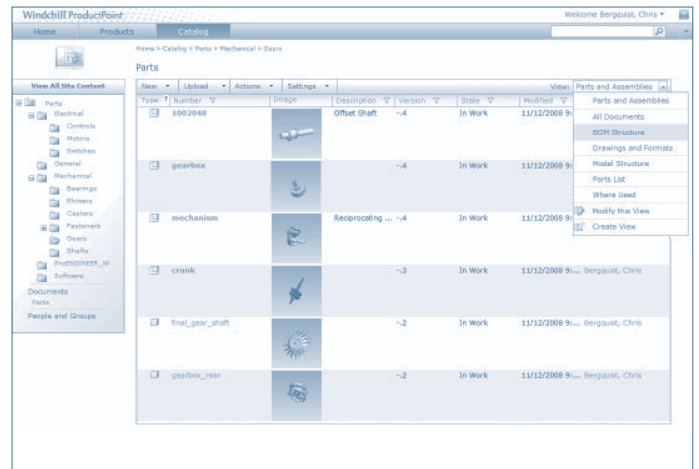 Windchill ProductPoint
Welcome Bergquist, Chris
Home Products Catalog
Home > Catalog > Parts > Mechanical > Gears
Parts
View All Site Content
New Upload Actions Settings View: Parts and Assemblies
Type Number Image Description Version State Modified
Parts
Electrical
Controls
Motors
Switches
General
Mechanical
Bearings
Blowers
Casters
Fasteners
Gears
Shafts
ProENGINEER_W
Software
Documents
Parts
People and Groups
1002040 Offset Shaft -.4 In Work 11/12/2008 9:
gearbox -.4 In Work 11/12/2008 9:
mechanism Reciprocating ... -.4 In Work 11/12/2008 9:
crank -.3 In Work 11/12/2008 9:... Bergquist, Chris
final_gear_shaft -.2 In Work 11/12/2008 9:... Bergquist, Chris
gearbox_rear -.2 In Work 11/12/2008 9:... Bergquist, Chris
Parts and Assemblies
All Documents
BOM Structure
Drawings and Formats
Model Structure
Parts List
Where Used
Modify this View
Create View